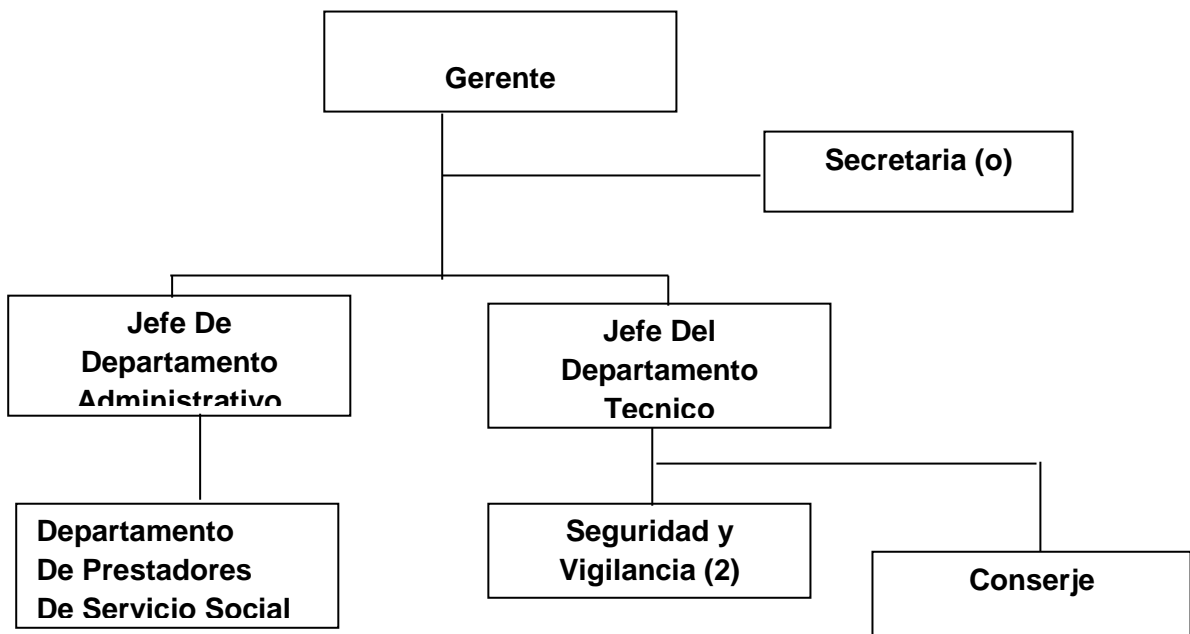 Gerente
Secretaria (o)
Jefe De
Departamento
Administrativo
Jefe Del
Departamento
Tecnico
Departamento
De Prestadores
De Servicio Social
Seguridad y
Vigilancia (2)
Conserje